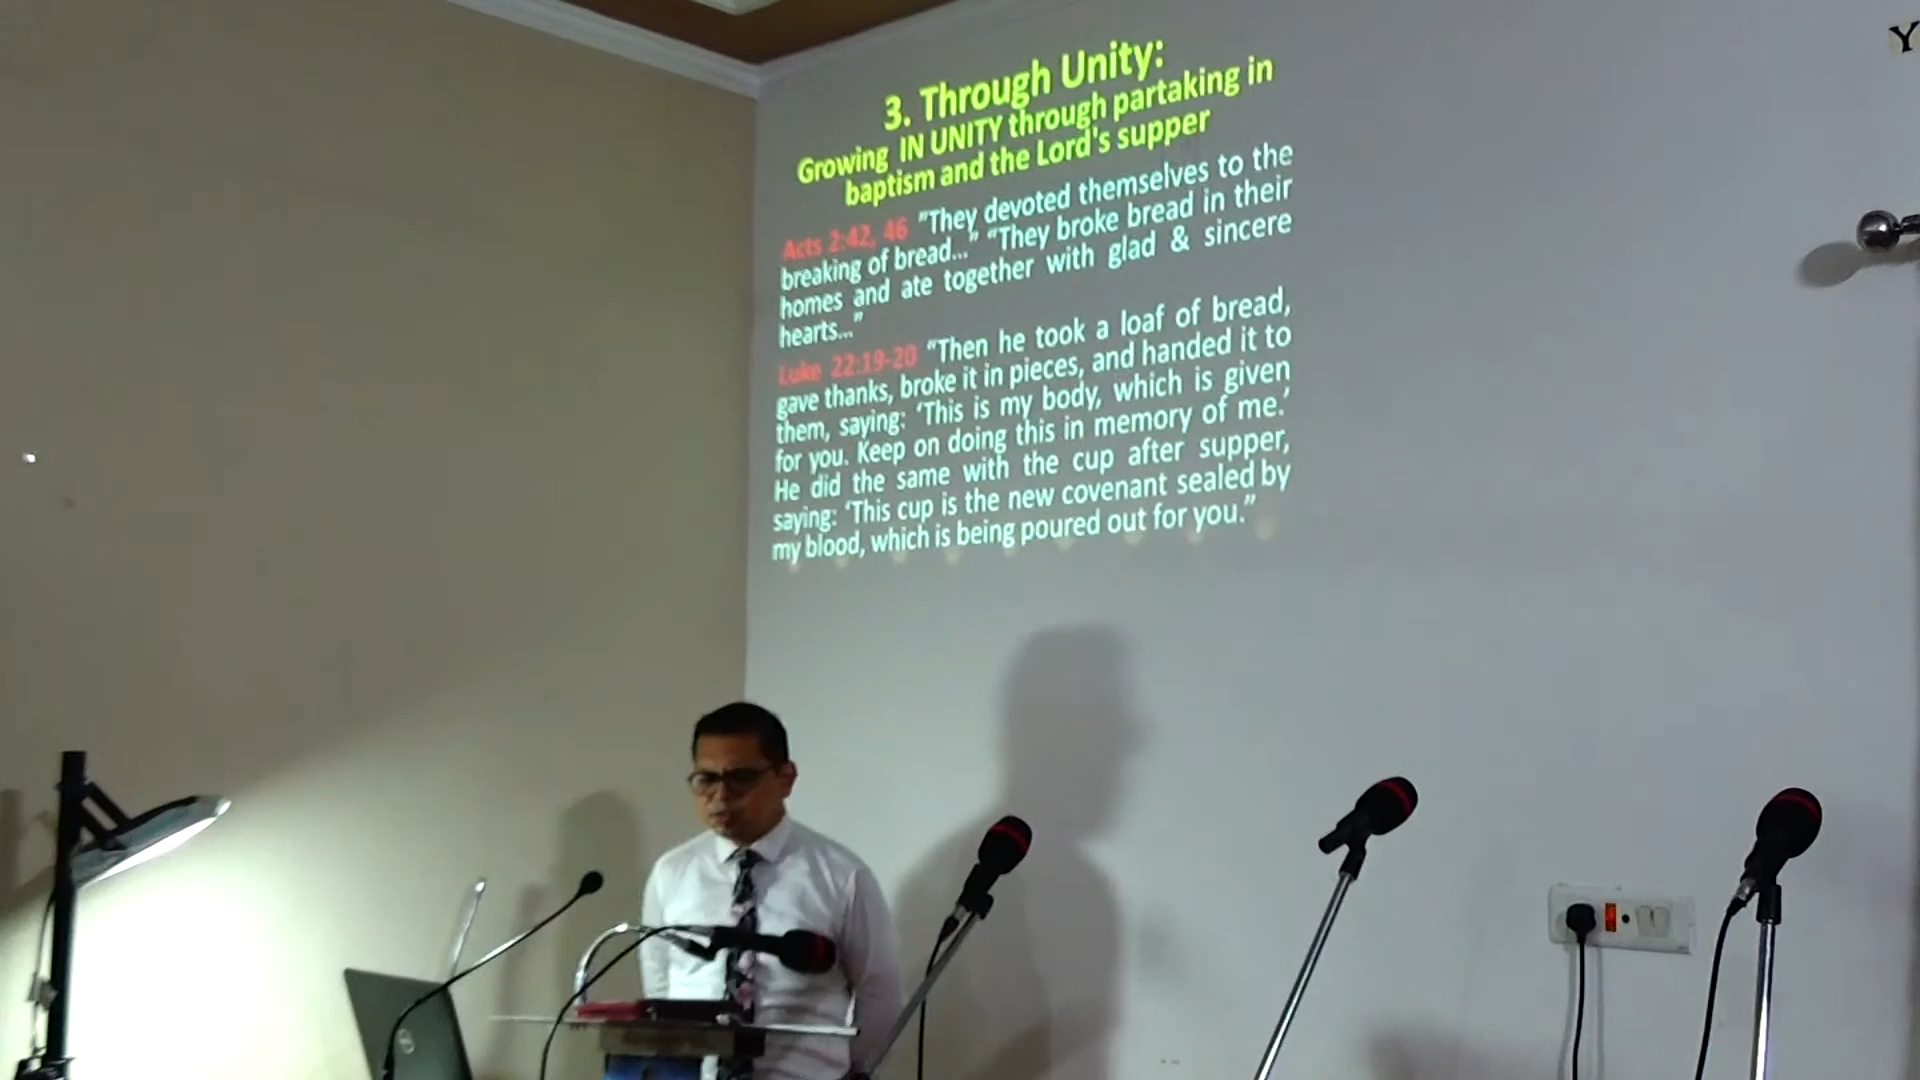 3. Through Unity:
Growing IN UNITY through partaking in
baptism and the Lord's supper
Acts 2:42, 46 "They devoted themselves to the
breaking of bread..." "They broke bread in their
homes and ate together with glad & sincere
hearts..."
Luke 22:19-20 "Then he took a loaf of bread,
gave thanks, broke it in pieces, and handed it to
them, saying: 'This is my body, which is given
for you. Keep on doing this in memory of me.'
He did the same with the cup after supper,
saying: 'This cup is the new covenant sealed by
my blood, which is being poured out for you."
Y